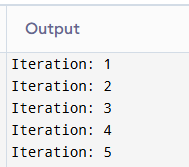 Output
Iteration: 1
Iteration: 2
Iteration: 3
Iteration: 4
Iteration: 5